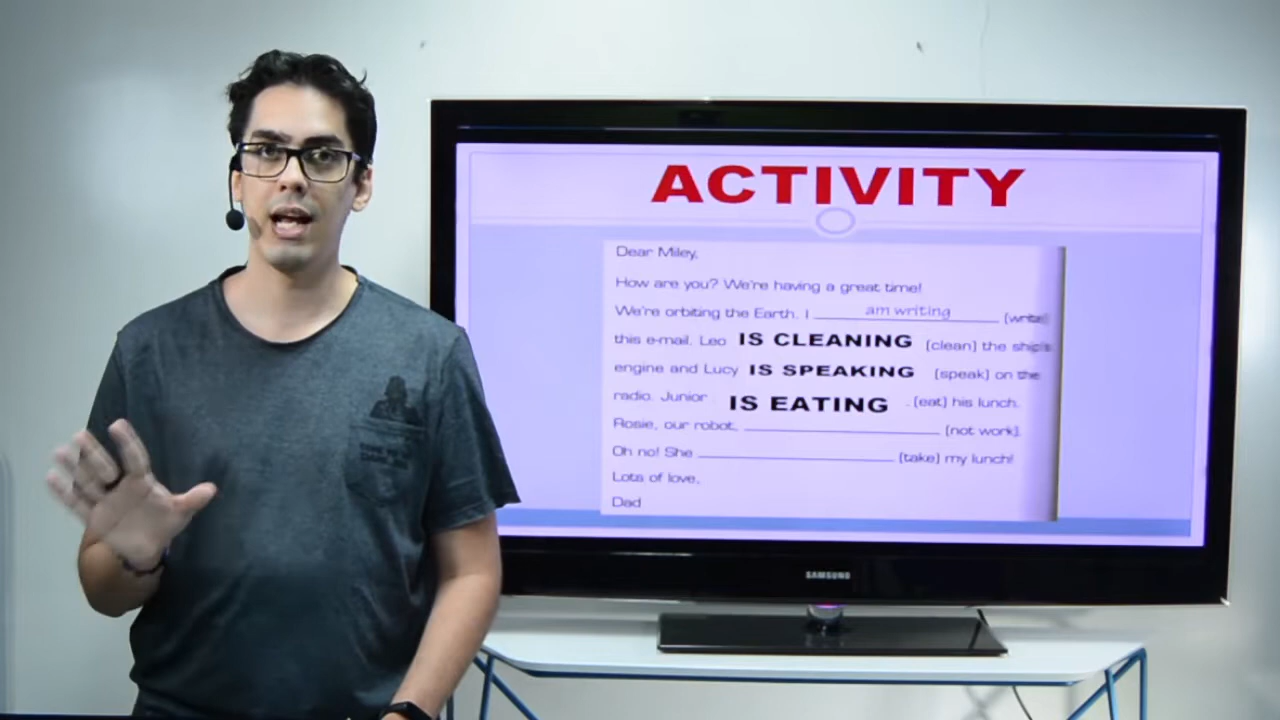 ACTIVITY
Dear Miley,
How are you? We're having a great time!
We're orbiting the Earth. I am writing (write)
this e-mail. Leo IS CLEANING (clean) the ship's
engine and Lucy IS SPEAKING (speak) on the
radio. Junior IS EATING . (eat) his lunch.
Rosie, our robot, (not work).
Oh no! She (take) my lunch!
Lots of love,
Dad
SAMSUNG